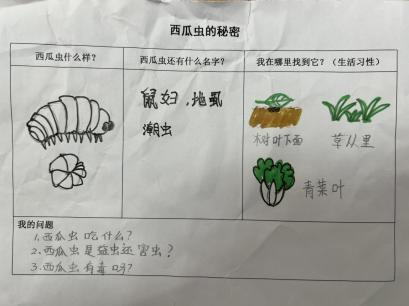 西瓜虫的秘密
西瓜虫什么样?
西瓜虫还有什么名字?
我在哪里找到它?(生活习性)
鼠妇,地虱
潮虫
树叶下面
草从里
青菜叶
我的问题
1.西瓜虫吃什么?
2.西瓜虫是益虫还害虫?
3.西瓜虫有毒吗?